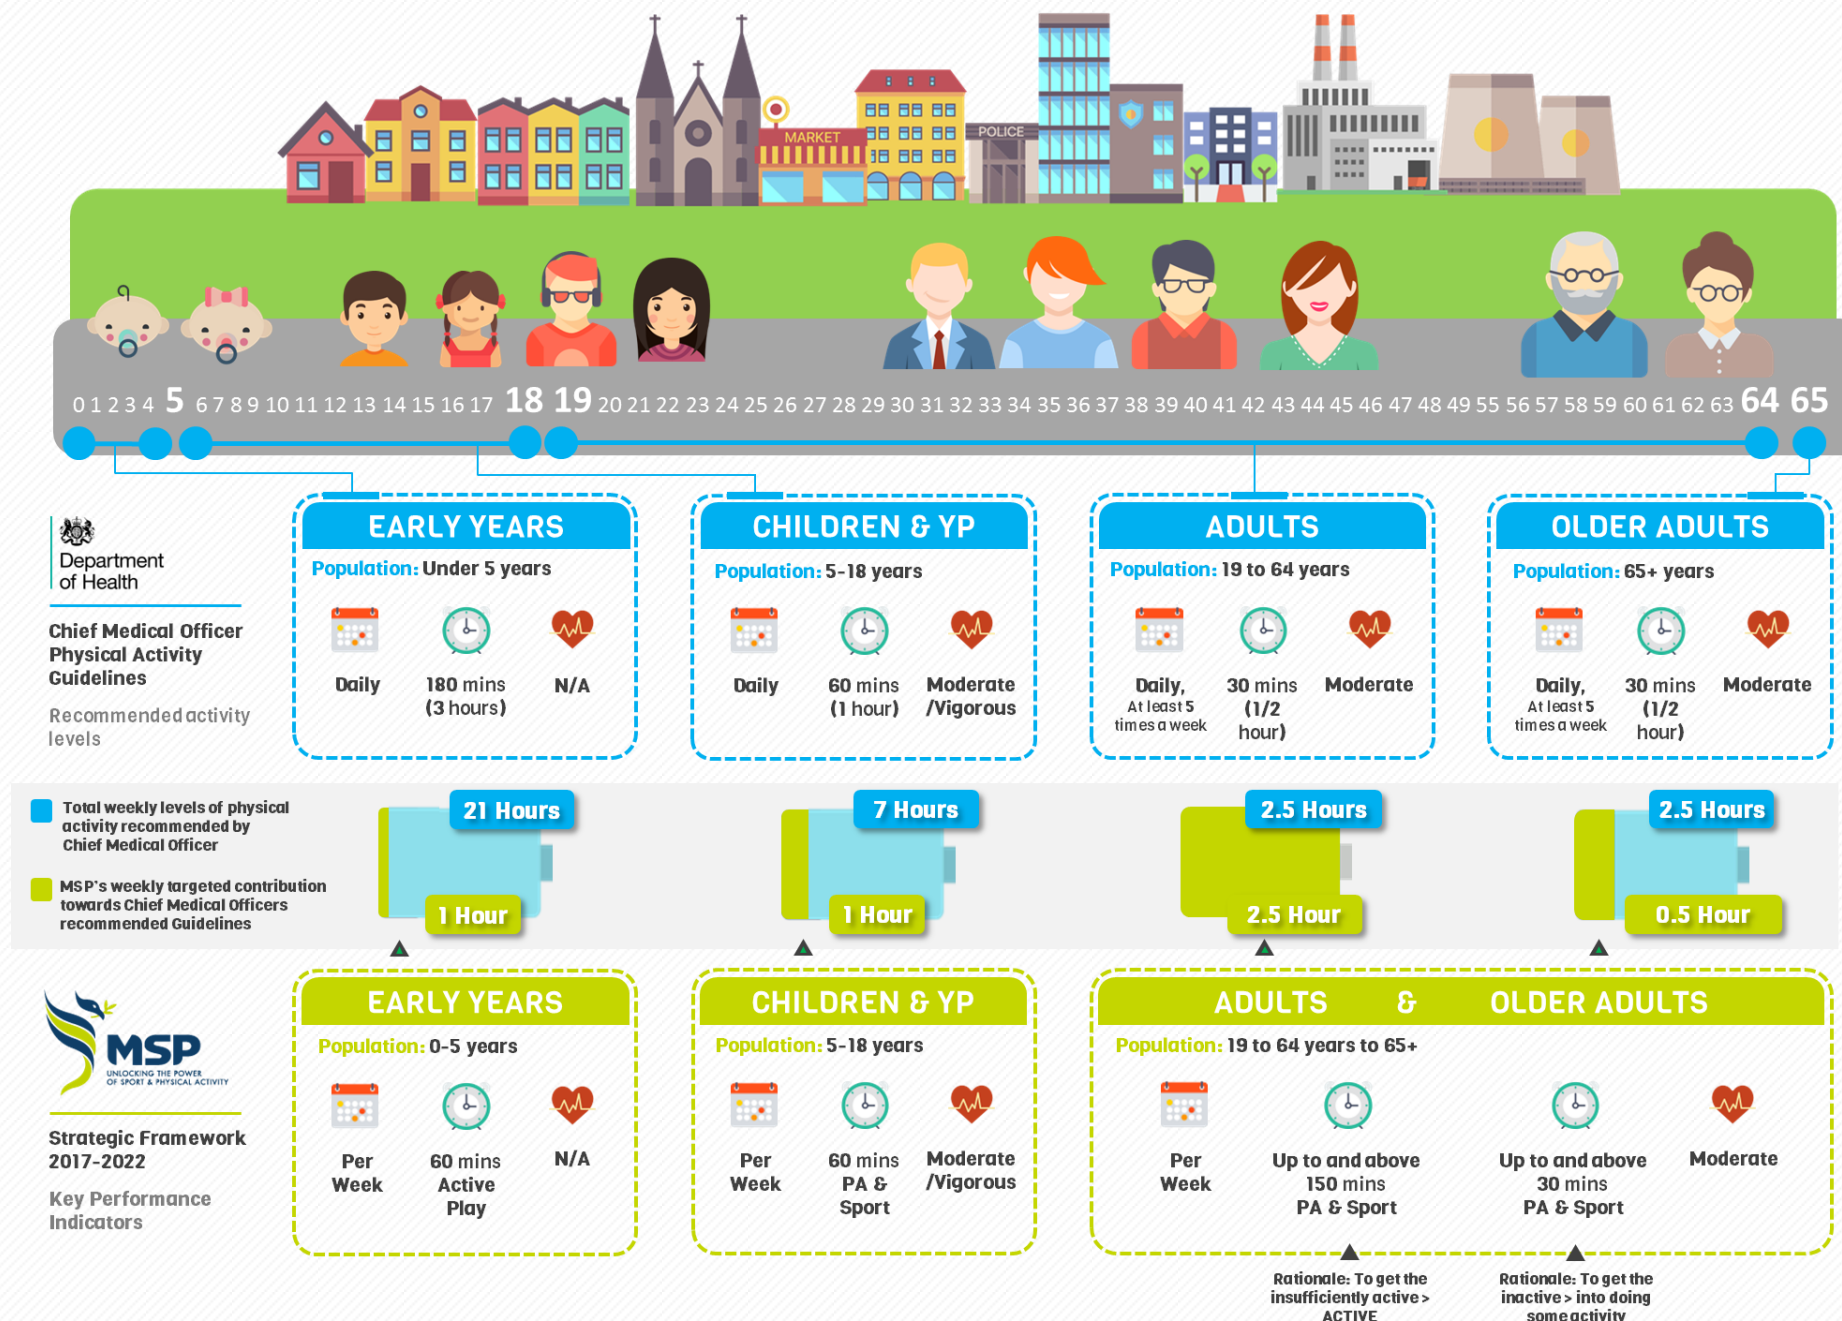 MARKET
POLICE
0 1 2 3 4 5 6 7 8 9 10 11 12 13 14 15 16 17 18 19 20 21 22 23 24 25 26 27 28 29 30 31 32 33 34 35 36 37 38 39 40 41 42 43 44 45 46 47 48 49 55 56 57 58 59 60 61 62 63 64 65
Department
of Health
Chief Medical Officer
Physical Activity
Guidelines
Recommended activity
levels
EARLY YEARS
Population: Under 5 years
Daily
180 mins
(3 hours)
N/A
CHILDREN & YP
Population: 5-18 years
Daily
60 mins
(1 hour)
Moderate
/Vigorous
ADULTS
Population: 19 to 64 years
Daily,
At least 5
times a week
30 mins
(1/2
hour)
Moderate
OLDER ADULTS
Population: 65+ years
Daily,
At least 5
times a week
30 mins
(1/2
hour)
Moderate
Total weekly levels of physical
activity recommended by
Chief Medical Officer
MSP's weekly targeted contribution
towards Chief Medical Officers
recommended Guidelines
21 Hours
1 Hour
7 Hours
1 Hour
2.5 Hours
2.5 Hour
2.5 Hours
0.5 Hour
MSP
UNLOCKING THE POWER
OF SPORT & PHYSICAL ACTIVITY
Strategic Framework
2017-2022
Key Performance
Indicators
EARLY YEARS
Population: 0-5 years
Per
Week
60 mins
Active
Play
N/A
CHILDREN & YP
Population: 5-18 years
Per
Week
60 mins
PA &
Sport
Moderate
/Vigorous
ADULTS & OLDER ADULTS
Population: 19 to 64 years to 65+
Per
Week
Up to and above
150 mins
PA & Sport
Up to and above
30 mins
PA & Sport
Moderate
Rationale: To get the
insufficiently active >
ACTIVE
Rationale: To get the
inactive > into doing
some activity